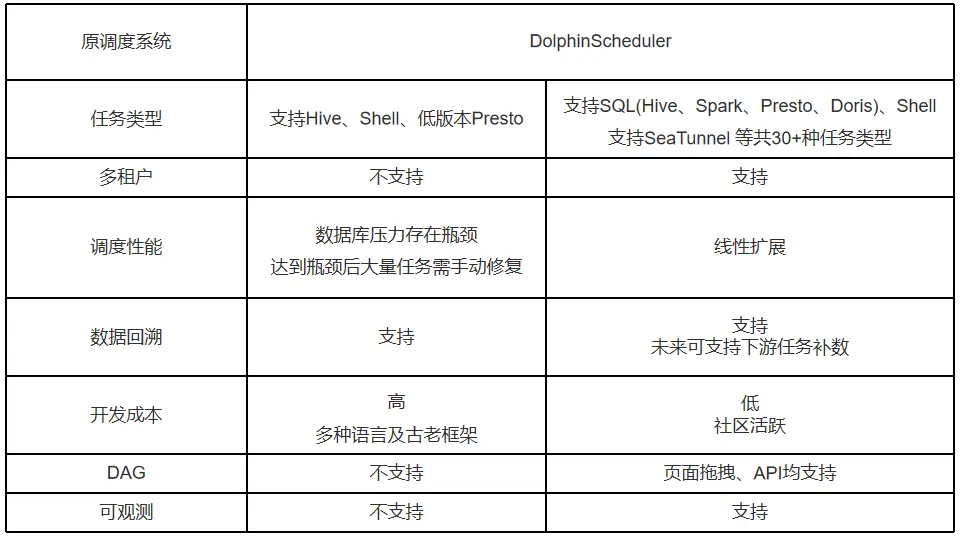 原调度系统
DolphinScheduler
任务类型
支持Hive、Shell、低版本Presto
支持SQL(Hive、Spark、Presto、Doris)、Shell
支持SeaTunnel 等共30+种任务类型
多租户
不支持
支持
调度性能
数据库压力存在瓶颈
达到瓶颈后大量任务需手动修复
线性扩展
数据回溯
支持
支持
未来可支持下游任务补数
开发成本
高
多种语言及古老框架
低
社区活跃
DAG
不支持
页面拖拽、API均支持
可观测
不支持
支持